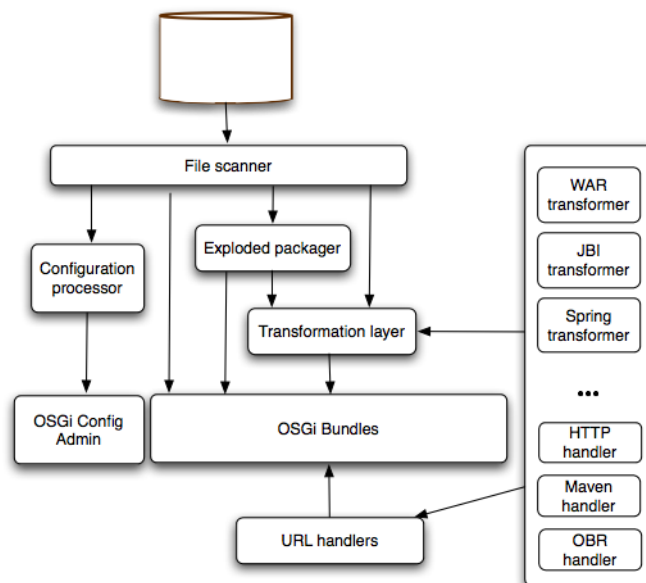 File scanner
Configuration
processor
Exploded packager
Transformation layer
OSGi Config
Admin
OSGi Bundles
URL handlers
WAR
transformer
JBI
transformer
Spring
transformer
...
HTTP
handler
Maven
handler
OBR
handler